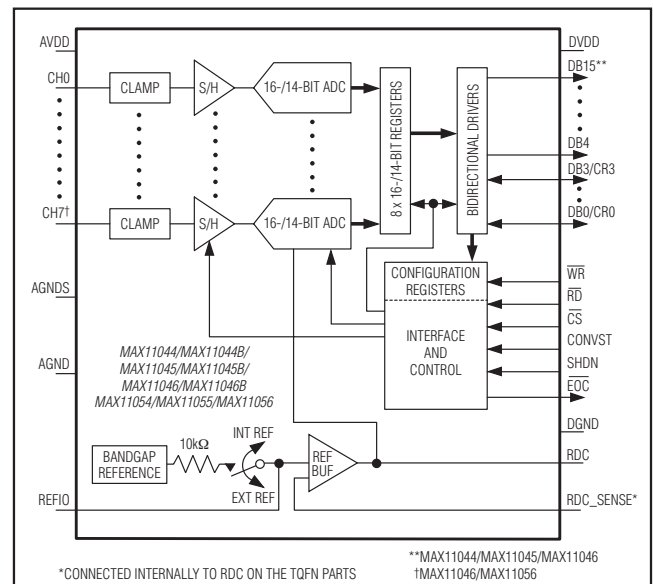 AVDD
DVDD
CH0
CLAMP
S/H
16-/14-BIT ADC
8 x 16-/14-BIT REGISTERS
BIDIRECTIONAL DRIVERS
DB15**
DB4
DB3/CR3
CH7†
CLAMP
S/H
16-/14-BIT ADC
DB0/CR0
CONFIGURATION
REGISTERS
WR
RD
AGNDS
INTERFACE
AND
CONTROL
CS
CONVST
SHDN
EOC
AGND
MAX11044/MAX11044B/
MAX11045/MAX11045B/
MAX11046/MAX11046B
MAX11054/MAX11055/MAX11056
DGND
BANDGAP
REFERENCE
10kΩ
INT REF
EXT REF
REF
BUF
RDC
REFIO
RDC_SENSE*
*CONNECTED INTERNALLY TO RDC ON THE TQFN PARTS
**MAX11044/MAX11045/MAX11046
†MAX11046/MAX11056